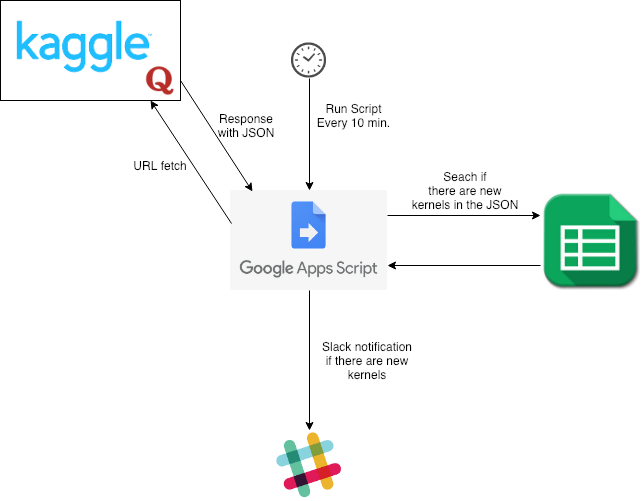 kaggle
Q
Run Script
Every 10 min.
Response
with JSON
URL fetch
Seach if
there are new
kernels in the JSON
Google Apps Script
Slack notification
if there are new
kernels